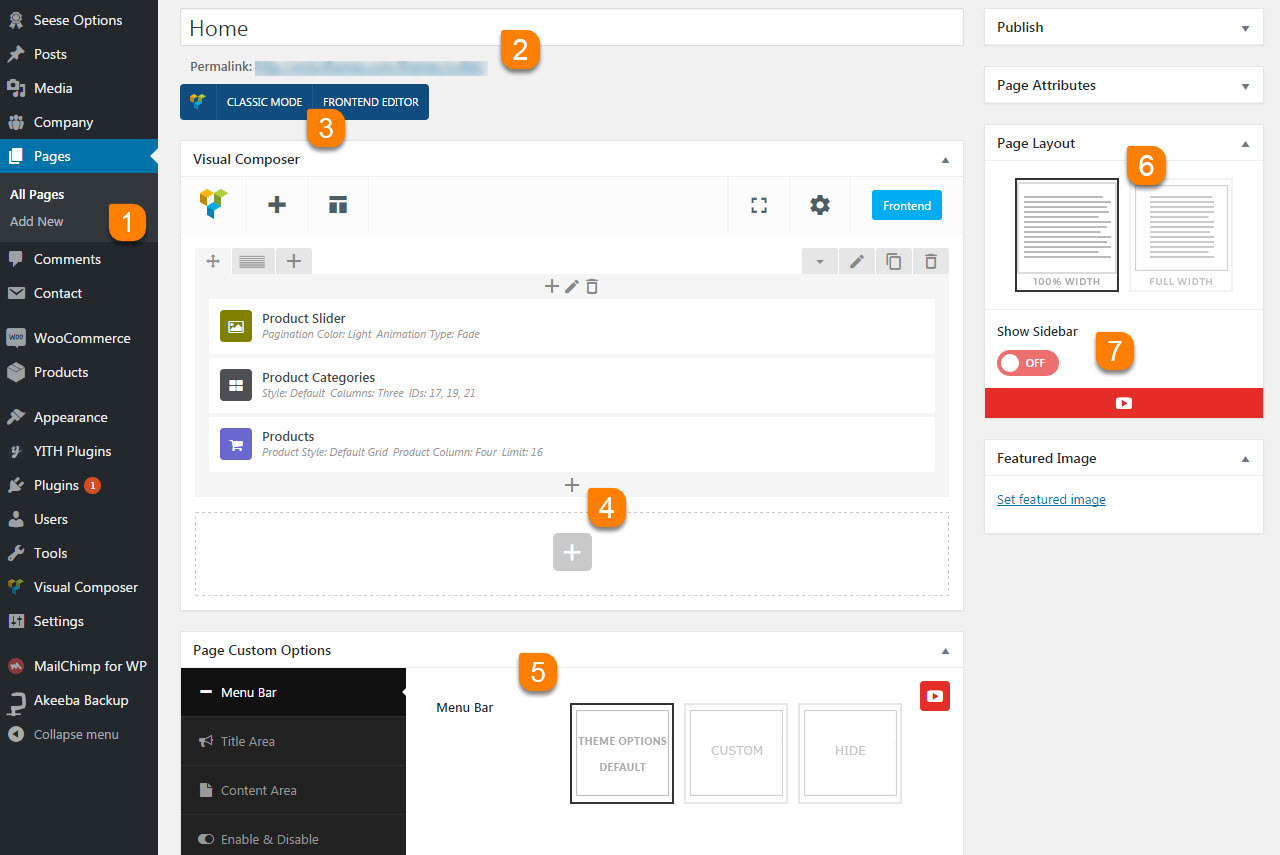 Seese Options
Posts
Media
Company
Pages
All Pages
Add New
1
Comments
Contact
WooCommerce
Products
Appearance
YITH Plugins
Plugins 1
Users
Tools
Visual Composer
Settings
MailChimp for WP
Akeeba Backup
Collapse menu
Home
2
Permalink:
CLASSIC MODE FRONTEND EDITOR
3
Visual Composer
Frontend
Product Slider
Pagination Color: Light Animation Type: Fade
Product Categories
Style: Default Columns: Three IDs: 17, 19, 21
Products
Product Style: Default Grid Product Column: Four Limit: 16
4
Page Custom Options
5
Menu Bar
Title Area
Content Area
Enable & Disable
Menu Bar
THEME OPTIONS
DEFAULT
CUSTOM
HIDE
Publish
Page Attributes
Page Layout
6
100% WIDTH
FULL WIDTH
Show Sidebar
7
OFF
Featured Image
Set featured image